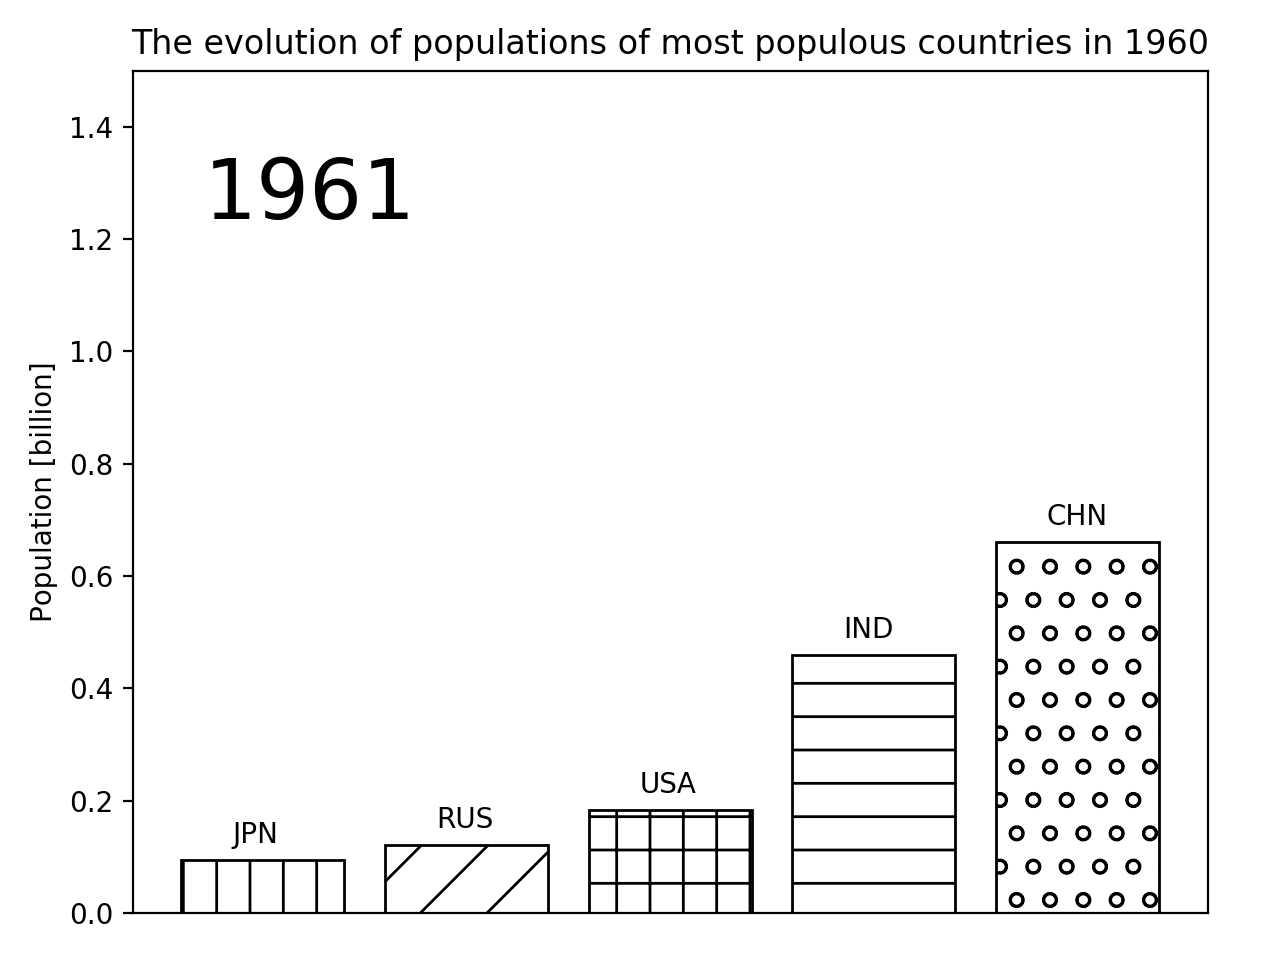 The evolution of populations of most populous countries in 1960
1961
Population [billion]
1.4
1.2
1.0
0.8
0.6
0.4
0.2
0.0
JPN
RUS
USA
IND
CHN